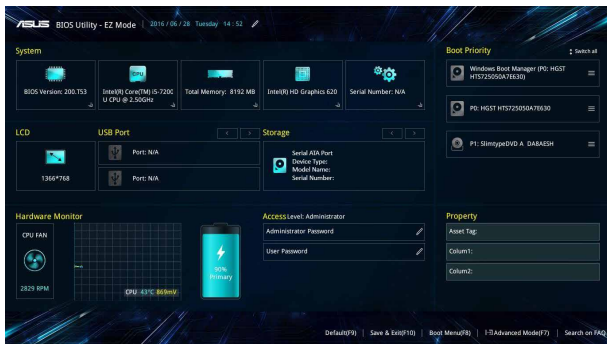 ASUS BIOS Utility - EZ Mode 2016 / 06 / 28 Tuesday 14 : 52
System
BIOS Version: 200.T53
CPU
Intel(R) Core(TM) i5-7200
U CPU @ 2.50GHz
Total Memory: 8192 MB
Intel(R) HD Graphics 620
Serial Number: N/A
Boot Priority
Switch all
Windows Boot Manager (P0: HGST
HTS725050A7E630)
P0: HGST HTS725050A7E630
P1: SlimtypeDVD A DA8AESH
LCD
1366*768
USB Port
Port: N/A
Port: N/A
Storage
Serial ATA Port
Device Type:
Model Name:
Serial Number:
Hardware Monitor
CPU FAN
2829 RPM
CPU 43°C 869mV
90%
Primary
Access Level: Administrator
Administrator Password
User Password
Property
Asset Tag:
Colum1:
Colum2:
Default(F9) | Save & Exit(F10) | Boot Menu(F8) | Advanced Mode(F7) | Search on FAQ